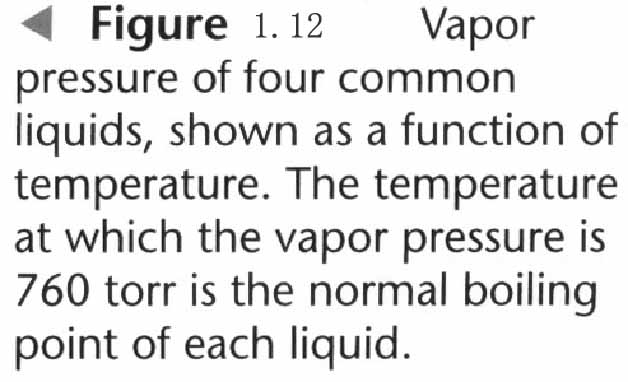 Figure 1.12 Vapor
pressure of four common
liquids, shown as a function of
temperature. The temperature
at which the vapor pressure is
760 torr is the normal boiling
point of each liquid.